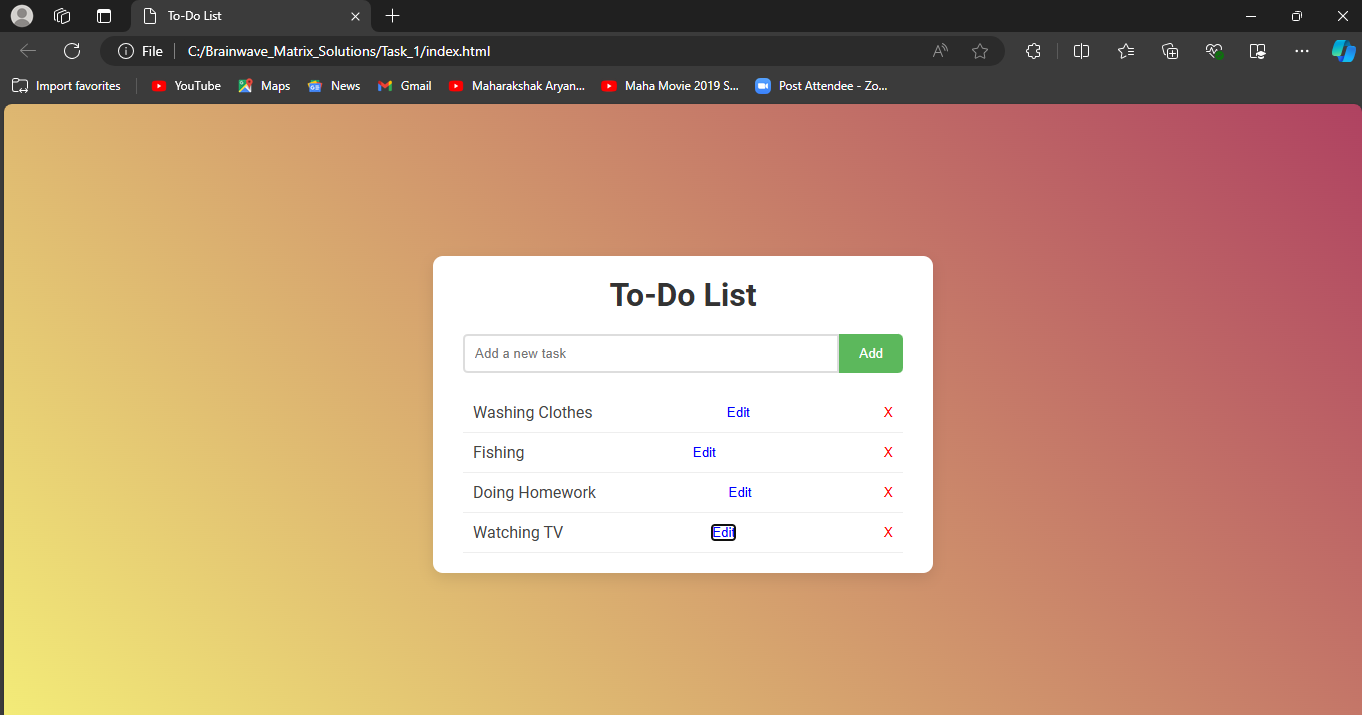 To-Do List
File C:/Brainwave_Matrix_Solutions/Task_1/index.html
Import favorites YouTube Maps News Gmail Maharakshak Aryan... Maha Movie 2019 S... Post Attendee - Zo...
To-Do List
Add a new task Add
Washing Clothes Edit X
Fishing Edit X
Doing Homework Edit X
Watching TV Edit X